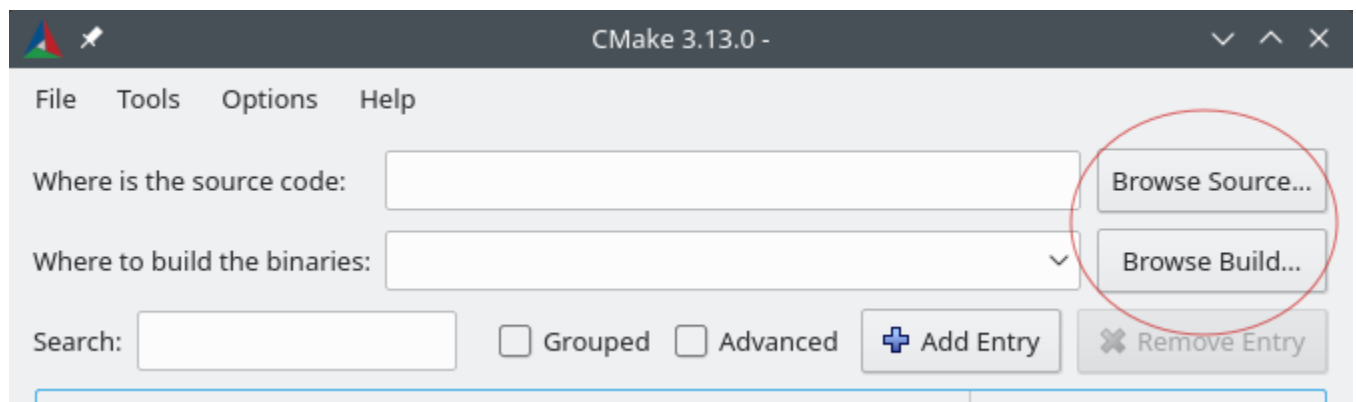 CMake 3.13.0 -
File Tools Options Help
Where is the source code: Browse Source...
Where to build the binaries: Browse Build...
Search: Grouped Advanced Add Entry Remove Entry